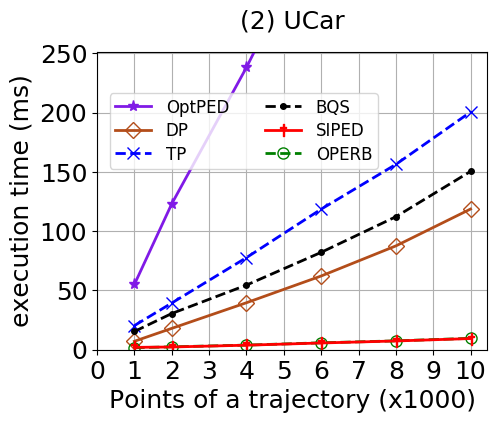 (2) UCar
execution time (ms)
250
200
150
100
50
0
OptPED
DP
TP
BQS
SIPED
OPERB
0 1 2 3 4 5 6 7 8 9 10
Points of a trajectory (x1000)